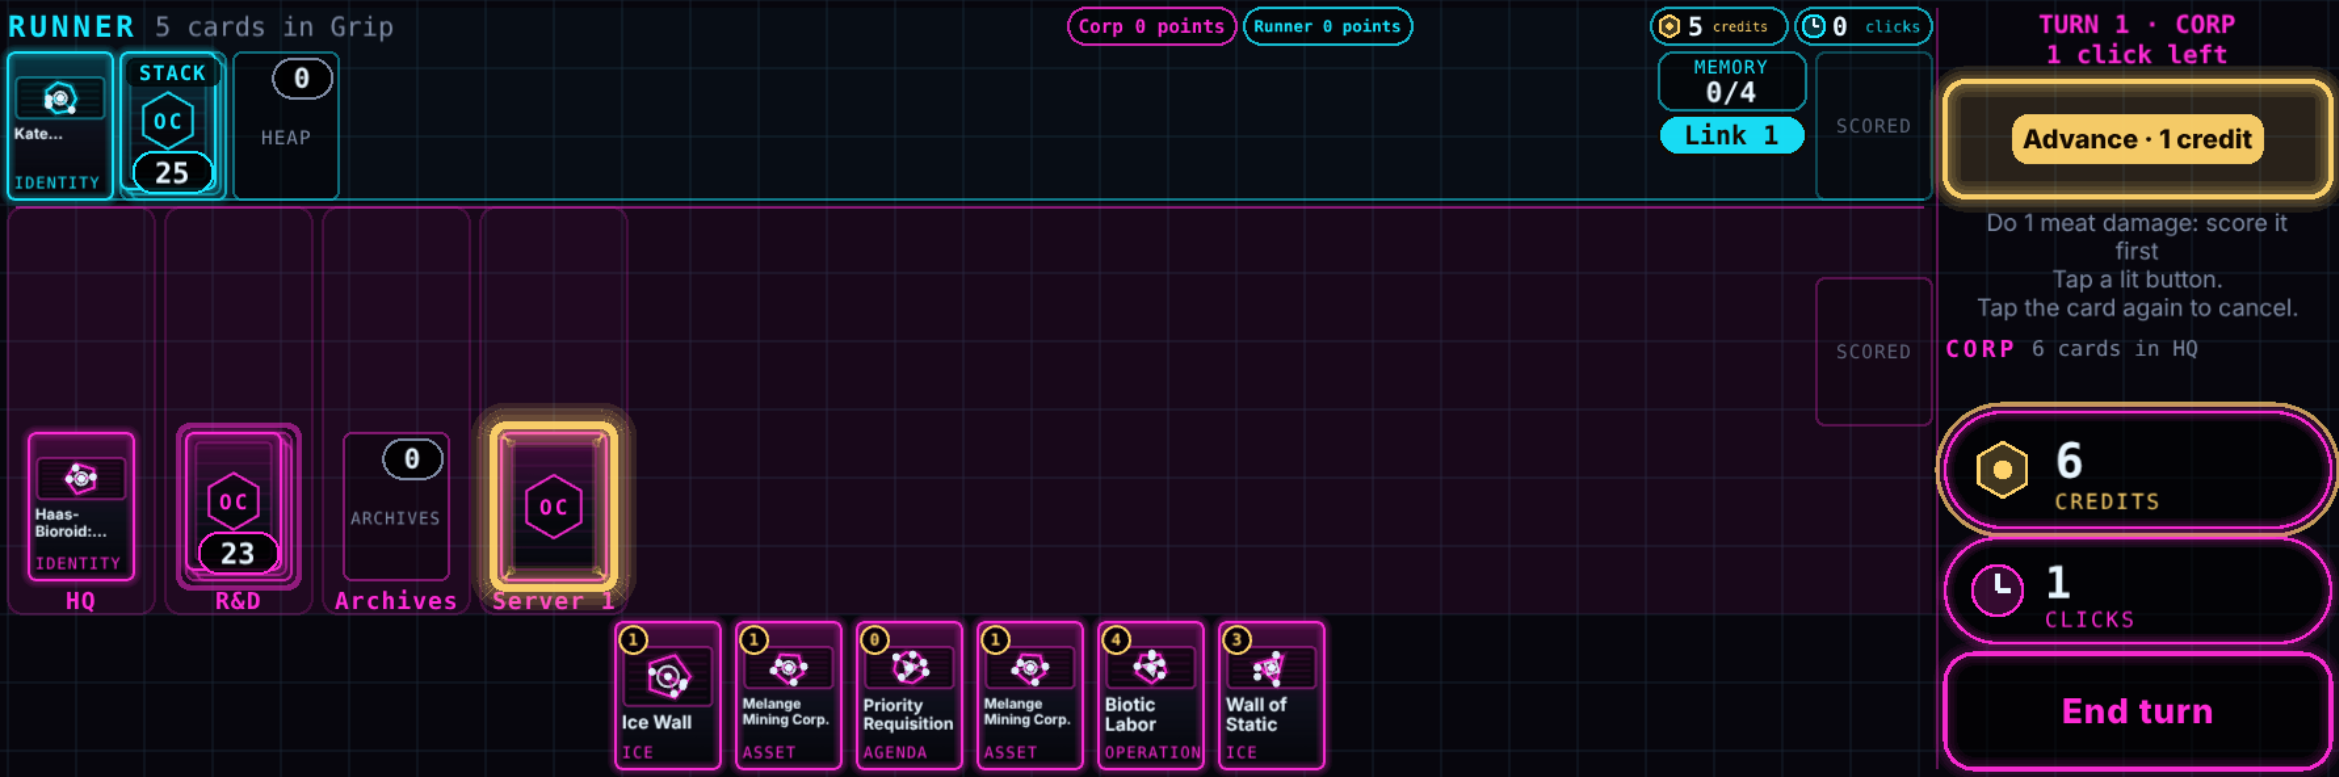 RUNNER 5 cards in Grip
Corp 0 points
Runner 0 points
5 credits
0 clicks
TURN 1 · CORP
1 click left
STACK
OC
25
Kate...
IDENTITY
0
HEAP
MEMORY
0/4
Link 1
SCORED
Advance · 1 credit
Do 1 meat damage: score it
first
Tap a lit button.
Tap the card again to cancel.
SCORED
CORP 6 cards in HQ
Haas-
Bioroid:...
IDENTITY
HQ
OC
23
R&D
0
ARCHIVES
Archives
OC
Server 1
6
CREDITS
1
CLICKS
End turn
1
Ice Wall
ICE
1
Melange
Mining Corp.
ASSET
0
Priority
Requisition
AGENDA
1
Melange
Mining Corp.
ASSET
4
Biotic
Labor
OPERATION
3
Wall of
Static
ICE